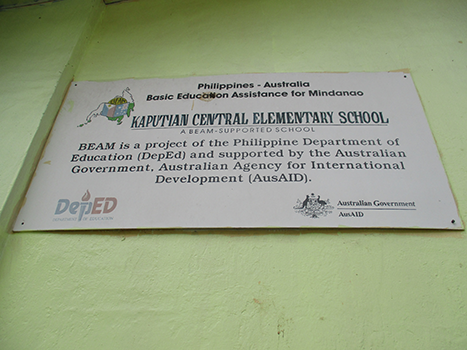 Philippines - Australia
Basic Education Assistance for Mindanao
KAPUTIAN CENTRAL ELEMENTARY SCHOOL
A BEAM-SUPPORTED SCHOOL
BEAM is a project of the Philippine Department of
Education (DepEd) and supported by the Australian
Government, Australian Agency for International
Development (AusAID).
DepED
DEPARTMENT OF EDUCATION
Australian Government
AusAID